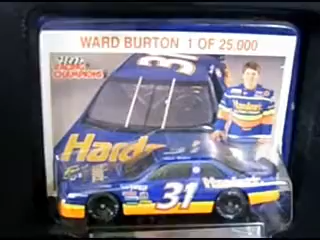 WARD BURTON 1 OF 25,000
RACING
CHAMPIONS
31
Hardee's
Hardee's
31
Hardee's